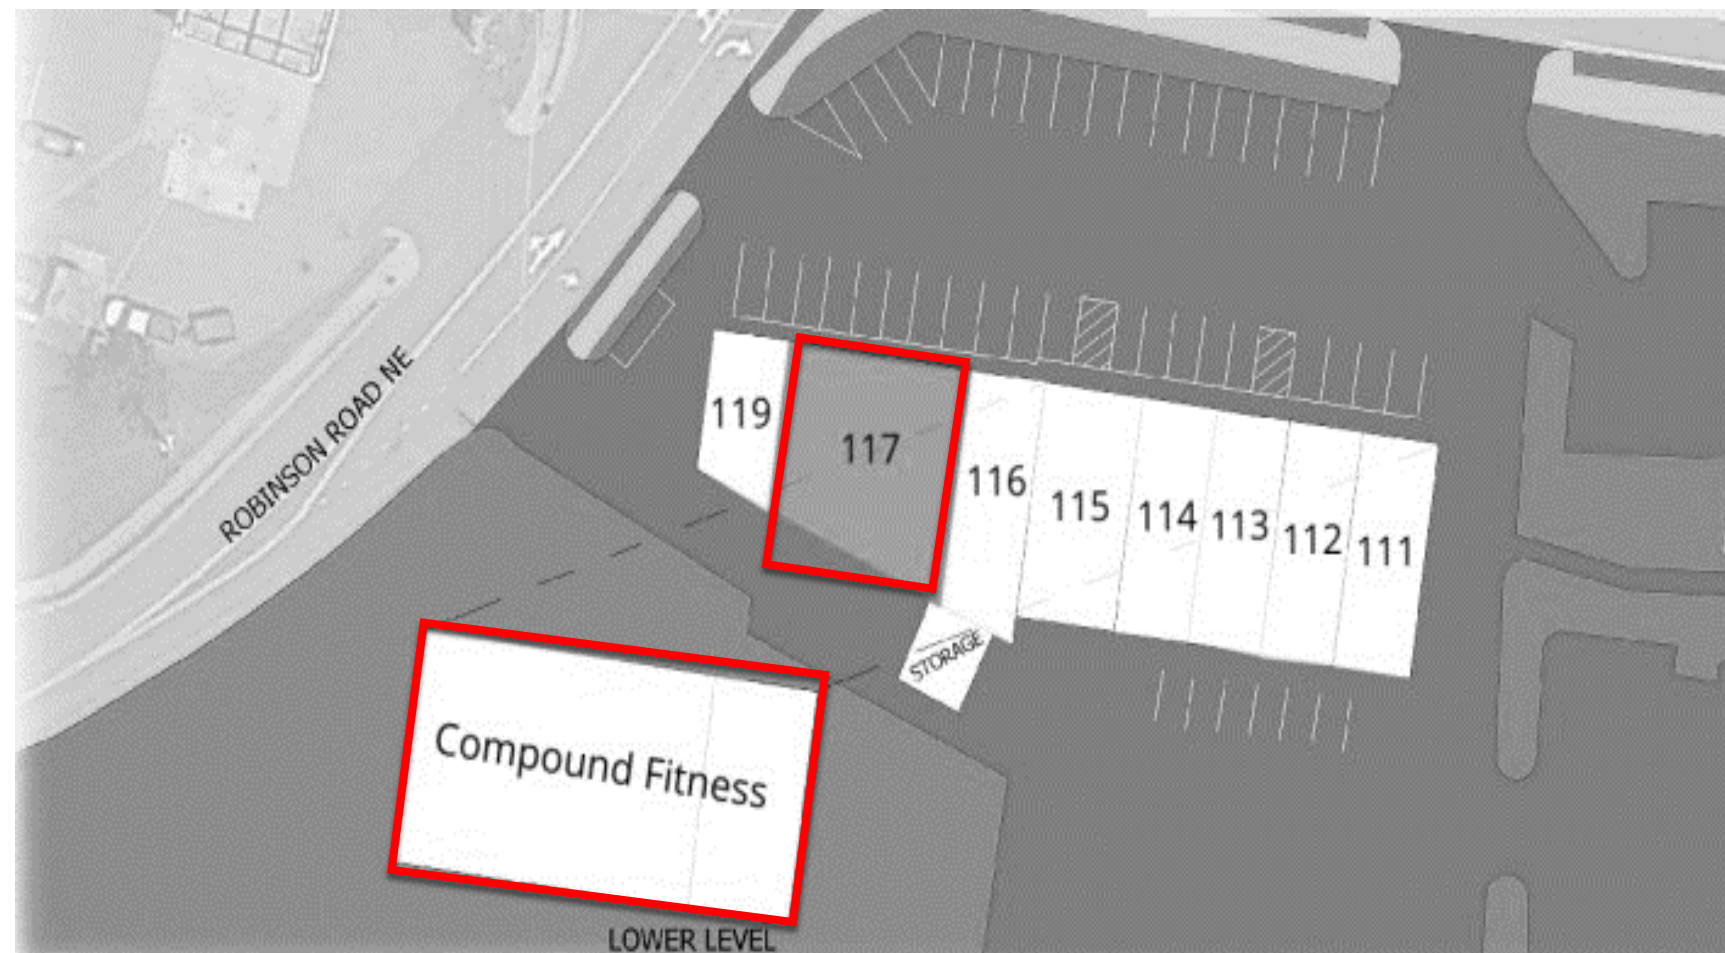 ROBINSON ROAD NE
119
117
116
115
114
113
112
111
STORAGE
Compound Fitness
LOWER LEVEL